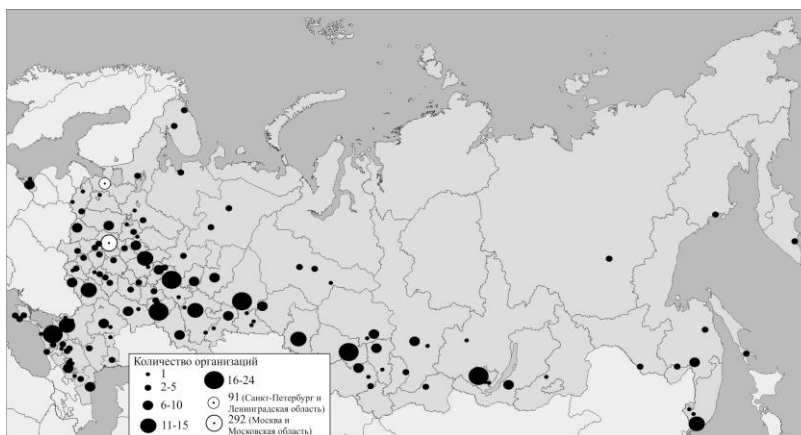 Количество организаций
1
2-5
6-10
11-15
16-24
91 (Санкт-Петербург и
Ленинградская область)
292 (Москва и
Московская область)